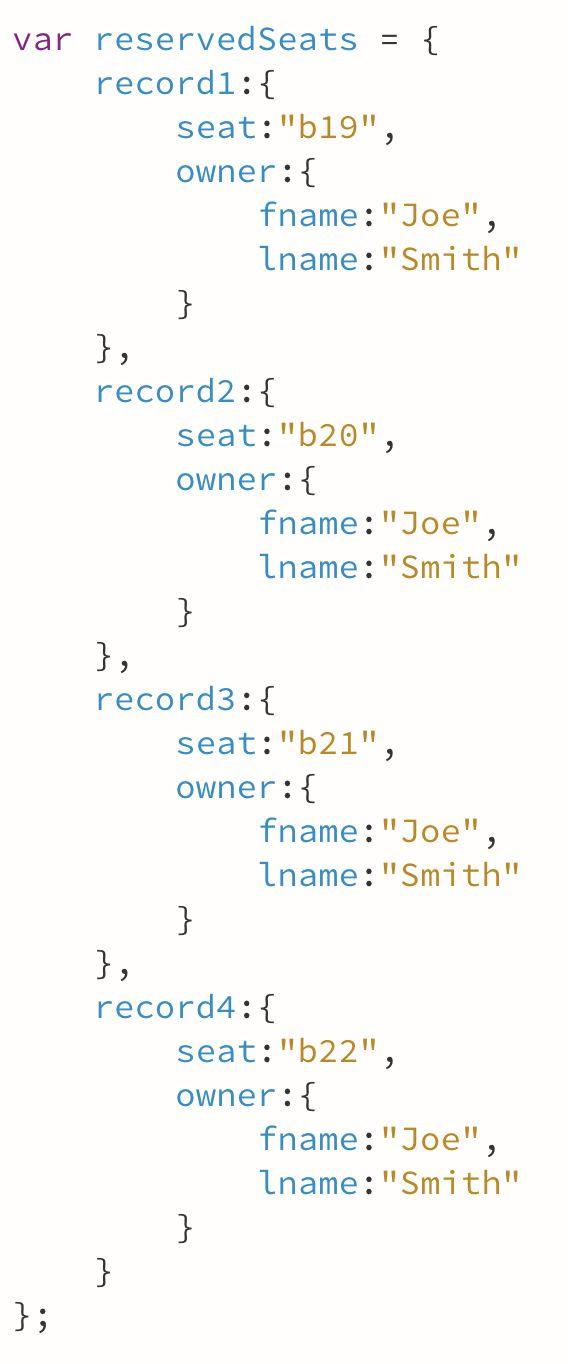 var reservedSeats = {
    record1:{
        seat:"b19",
        owner:{
            fname:"Joe",
            lname:"Smith"
        }
    },
    record2:{
        seat:"b20",
        owner:{
            fname:"Joe",
            lname:"Smith"
        }
    },
    record3:{
        seat:"b21",
        owner:{
            fname:"Joe",
            lname:"Smith"
        }
    },
    record4:{
        seat:"b22",
        owner:{
            fname:"Joe",
            lname:"Smith"
        }
    }
};